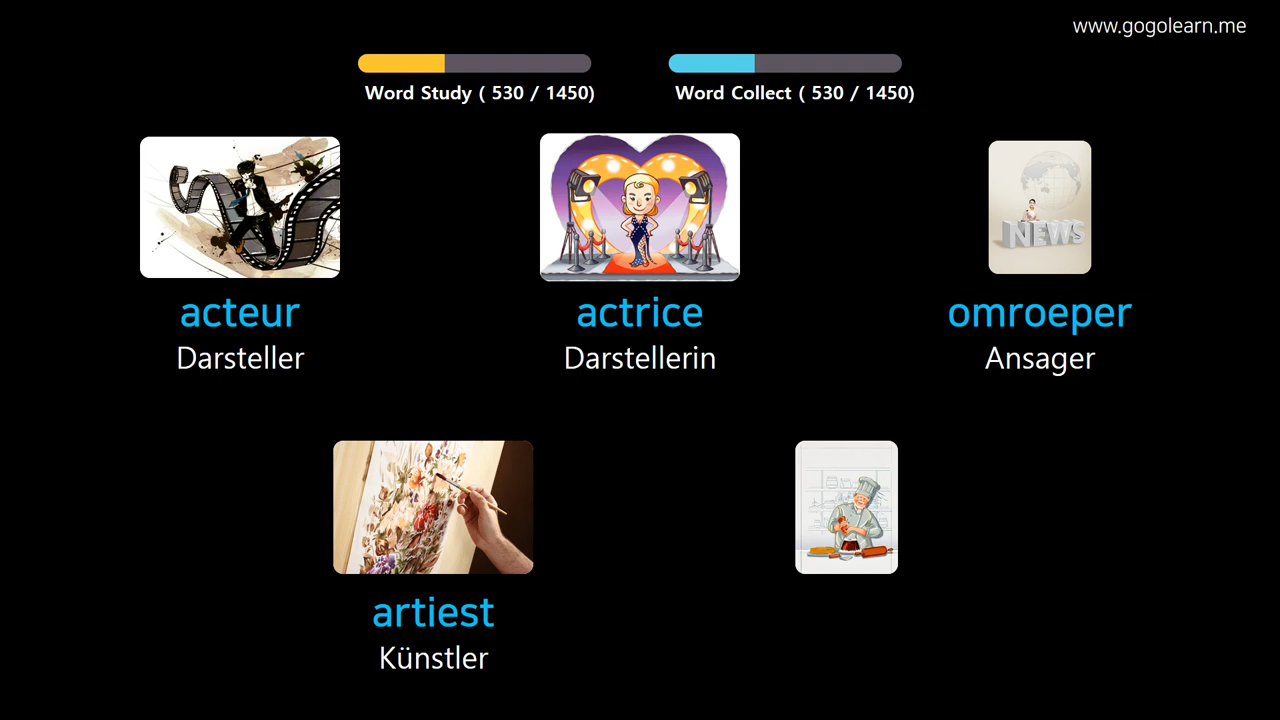 www.gogolearn.me
Word Study ( 530 / 1450)
Word Collect ( 530 / 1450)
NEWS
acteur
actrice
omroeper
Darsteller
Darstellerin
Ansager
artiest
Künstler